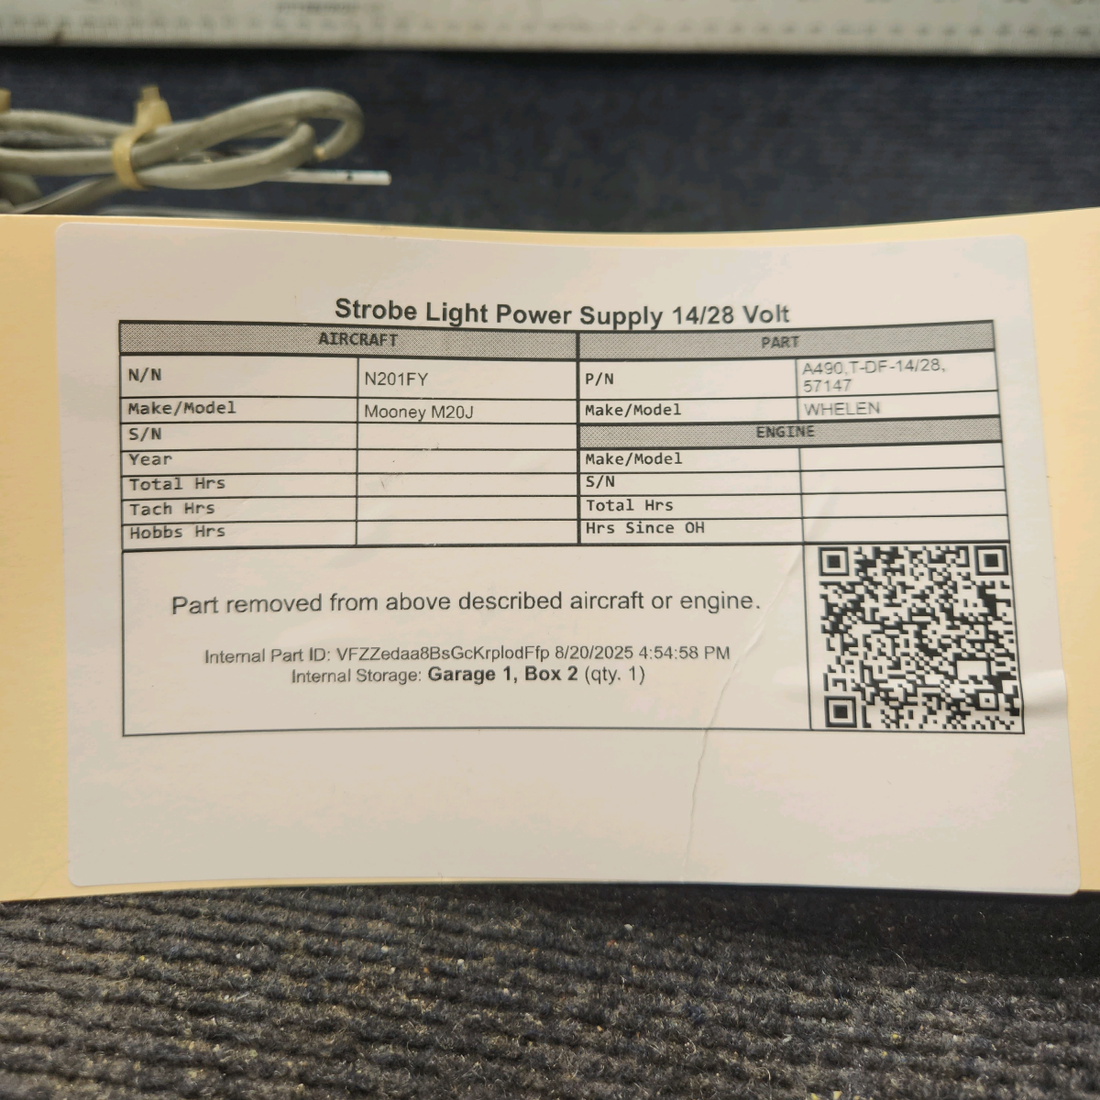 Strobe Light Power Supply 14/28 Volt
AIRCRAFT
PART
N/N N201FY P/N A490,T-DF-14/28,
57147
Make/Model Mooney M20J Make/Model WHELEN
S/N ENGINE
Year Make/Model
Total Hrs S/N
Tach Hrs Total Hrs
Hobbs Hrs Hrs Since OH
Part removed from above described aircraft or engine.
Internal Part ID: VFZZedaa8BsGcKrplodFfp 8/20/2025 4:54:58 PM
Internal Storage: Garage 1, Box 2 (qty. 1)